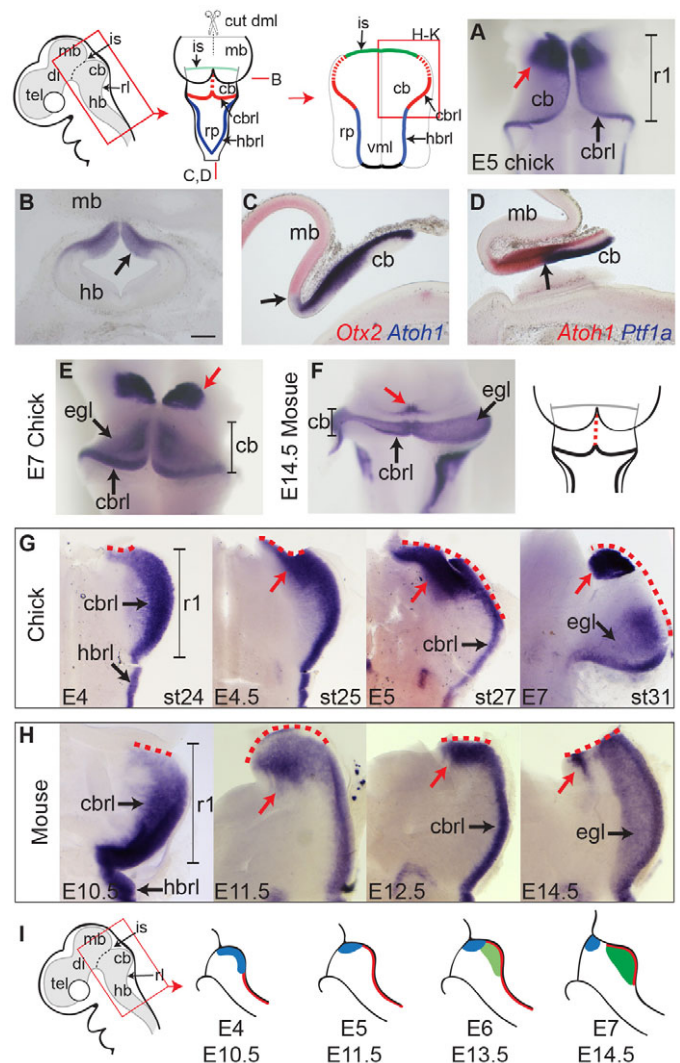 mb
is
dl
cb
rl
tel
hb
cut dml
is
mb
cb
B
cbrl
rp
hbrl
C,D
is
H-K
cb
cbrl
rp
hbrl
vml
A
r1
cb
cbrl
E5 chick
B
mb
hb
C
mb
cb
Otx2 Atoh1
D
mb
cb
Atoh1 Ptf1a
E
E7 Chick
egl
cb
cbrl
F
E14.5 Mosue
cb
egl
cbrl
G
Chick
cbrl
r1
hbrl
E4
st24
E4.5
st25
cbrl
E5
st27
egl
E7
st31
H
Mouse
cbrl
r1
hbrl
E10.5
E11.5
cbrl
E12.5
egl
E14.5
I
mb
is
dl
cb
rl
tel
hb
E4
E5
E6
E7
E10.5
E11.5
E13.5
E14.5